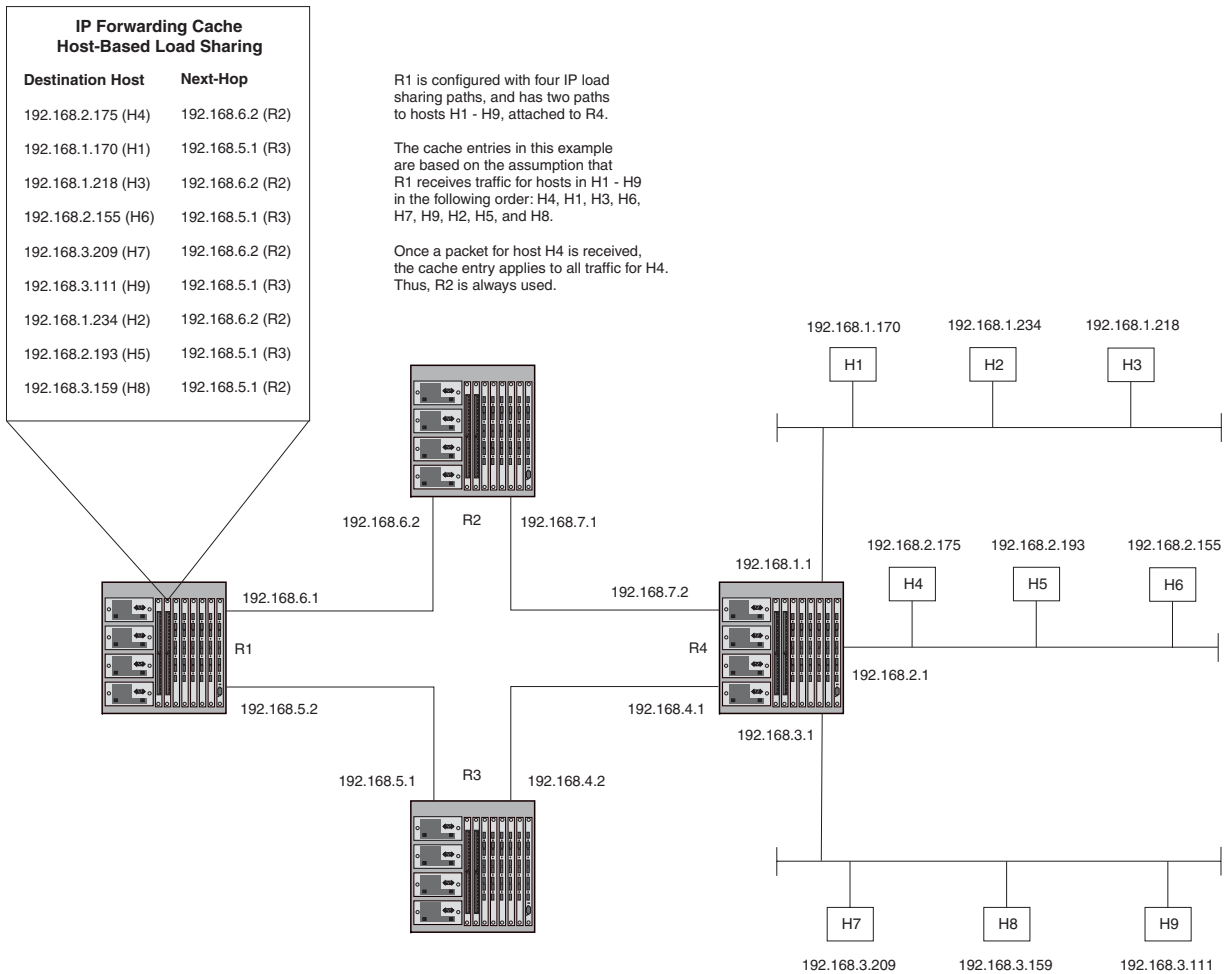 IP Forwarding Cache
Host-Based Load Sharing
Destination Host Next-Hop
192.168.2.175 (H4) 192.168.6.2 (R2)
192.168.1.170 (H1) 192.168.5.1 (R3)
192.168.1.218 (H3) 192.168.6.2 (R2)
192.168.2.155 (H6) 192.168.5.1 (R3)
192.168.3.209 (H7) 192.168.6.2 (R2)
192.168.3.111 (H9) 192.168.5.1 (R3)
192.168.1.234 (H2) 192.168.6.2 (R2)
192.168.2.193 (H5) 192.168.5.1 (R3)
192.168.3.159 (H8) 192.168.5.1 (R2)
R1 is configured with four IP load
sharing paths, and has two paths
to hosts H1 - H9, attached to R4.
The cache entries in this example
are based on the assumption that
R1 receives traffic for hosts in H1 - H9
in the following order: H4, H1, H3, H6,
H7, H9, H2, H5, and H8.
Once a packet for host H4 is received,
the cache entry applies to all traffic for H4.
Thus, R2 is always used.
192.168.1.170 192.168.1.234 192.168.1.218
H1 H2 H3
192.168.6.2 R2 192.168.7.1
192.168.2.175 192.168.2.193 192.168.2.155
192.168.1.1
H4 H5 H6
192.168.6.1 192.168.7.2
R1 R4
192.168.2.1
192.168.5.2 192.168.4.1
192.168.3.1
192.168.5.1 R3 192.168.4.2
H7 H8 H9
192.168.3.209 192.168.3.159 192.168.3.111